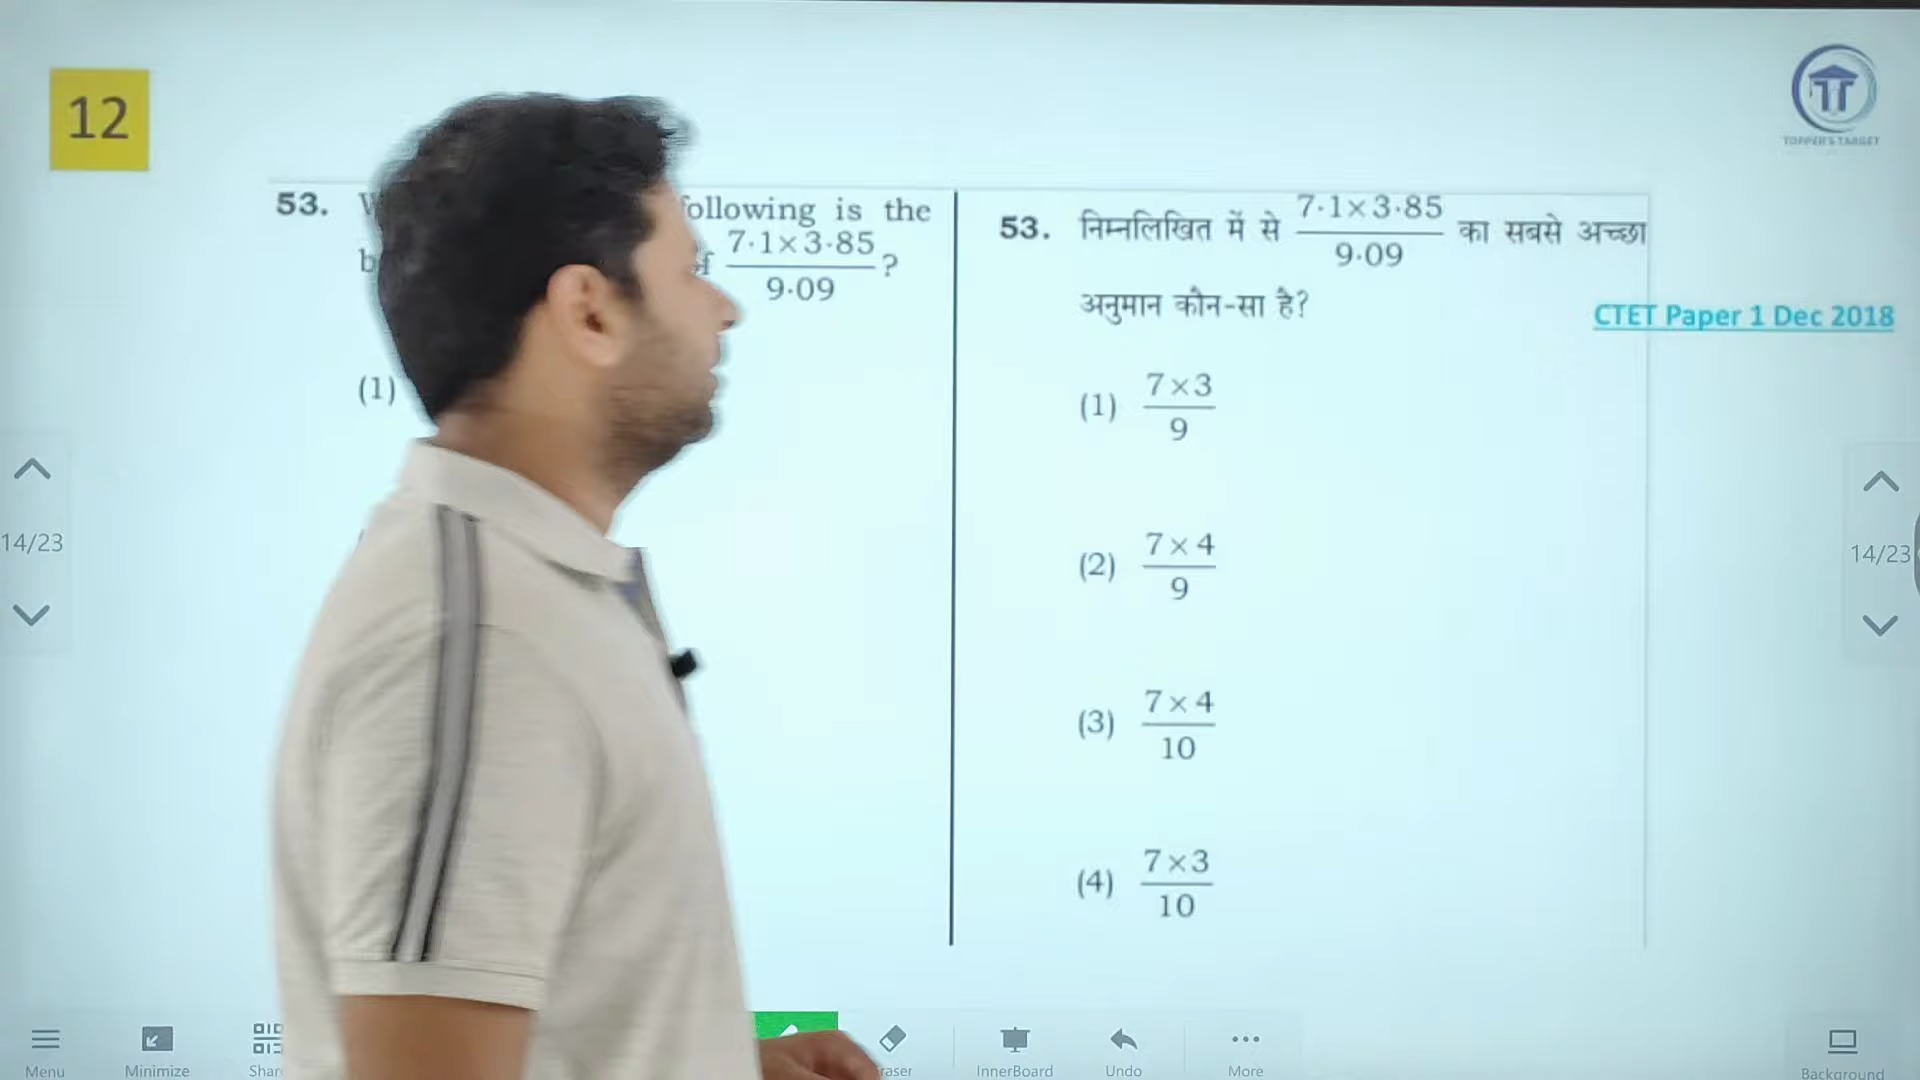 12
TOPPER'S TARGET
53. following is the
of 7·1×3·85 / 9·09 ?
(1)
53. निम्नलिखित में से 7·1×3·85 / 9·09 का सबसे अच्छा
अनुमान कौन-सा है?
CTET Paper 1 Dec 2018
(1) 7×3 / 9
(2) 7×4 / 9
(3) 7×4 / 10
(4) 7×3 / 10
14/23
14/23
Menu
Minimize
InnerBoard
Undo
More
Background